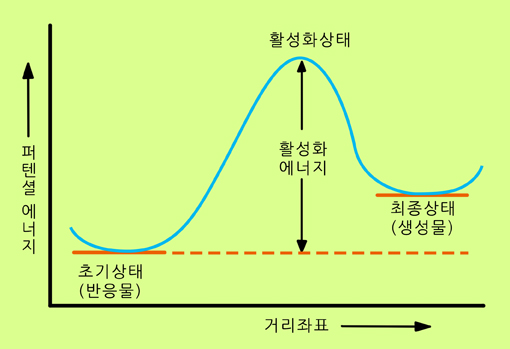 활성화상태
퍼텐셜 에너지
활성화
에너지
최종상태
(생성물)
초기상태
(반응물)
거리좌표